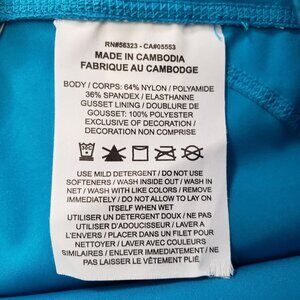 RN#56323 - CA#05553
MADE IN CAMBODIA
FABRIQUE AU CAMBODGE
BODY / CORPS: 64% NYLON / POLYAMIDE
36% SPANDEX / ELASTHANNE
GUSSET LINING / DOUBLURE DE
GOUSSET: 100% POLYESTER
EXCLUSIVE OF DECORATION /
DECORATION NON COMPRISE
USE MILD DETERGENT / DO NOT USE
SOFTENERS / WASH INSIDE OUT / WASH IN
NET / WASH WITH LIKE COLORS / REMOVE
IMMEDIATELY / DO NOT ALLOW TO LAY ON
ITSELF WHEN WET
UTILISER UN DETERGENT DOUX / NE PAS
UTILISER D'ADOUCISSEUR / LAVER A
L'ENVERS / PLACER DANS UN FILET POUR
NETTOYER / LAVER AVEC COULEURS
SIMILAIRES / ENLEVER IMMEDIATEMENT / NE
PAS LAISSER LE VÊTEMENT PLIÉ